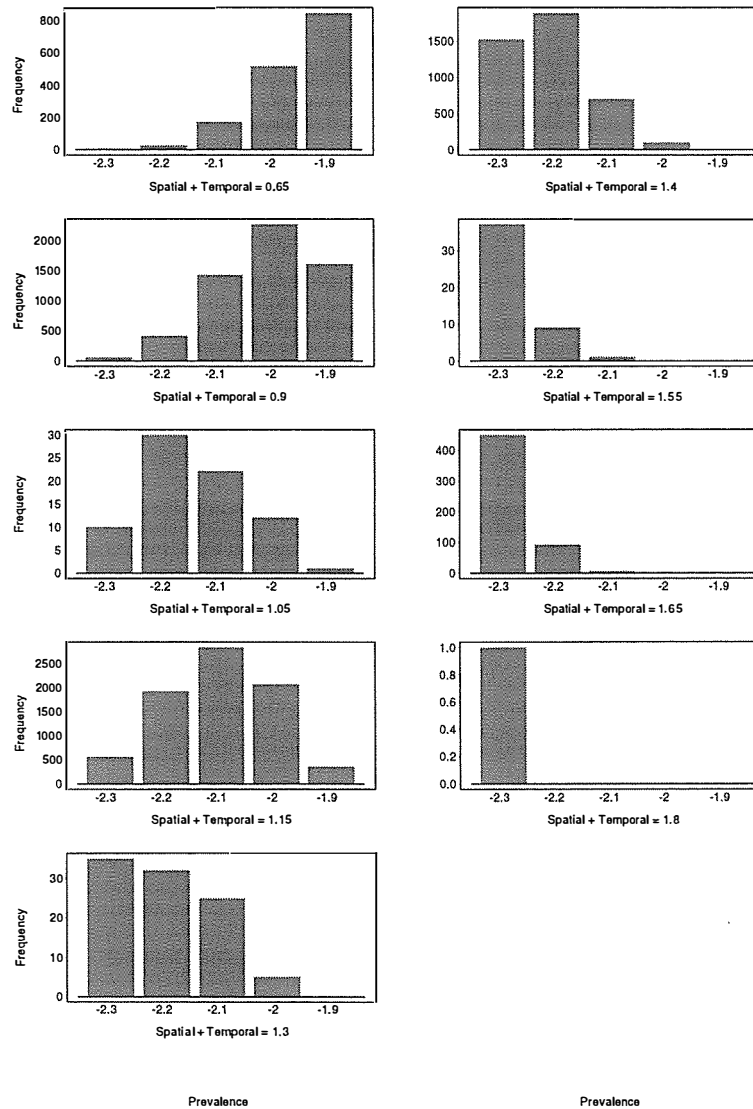 Frequency
800
600
400
200
0
-2.3 -2.2 -2.1 -2 -1.9
Spatial + Temporal = 0.65
1500
1000
500
0
-2.3 -2.2 -2.1 -2 -1.9
Spatial + Temporal = 1.4
Frequency
2000
1500
1000
500
0
-2.3 -2.2 -2.1 -2 -1.9
Spatial + Temporal = 0.9
30
20
10
0
-2.3 -2.2 -2.1 -2 -1.9
Spatial + Temporal = 1.55
Frequency
30
25
20
15
10
5
0
-2.3 -2.2 -2.1 -2 -1.9
Spatial + Temporal = 1.05
400
300
200
100
0
-2.3 -2.2 -2.1 -2 -1.9
Spatial + Temporal = 1.65
Frequency
2500
2000
1500
1000
500
0
-2.3 -2.2 -2.1 -2 -1.9
Spatial + Temporal = 1.15
1.0
0.8
0.6
0.4
0.2
0.0
-2.3 -2.2 -2.1 -2 -1.9
Spatial + Temporal = 1.8
Frequency
30
20
10
0
-2.3 -2.2 -2.1 -2 -1.9
Spatial + Temporal = 1.3
Prevalence
Prevalence